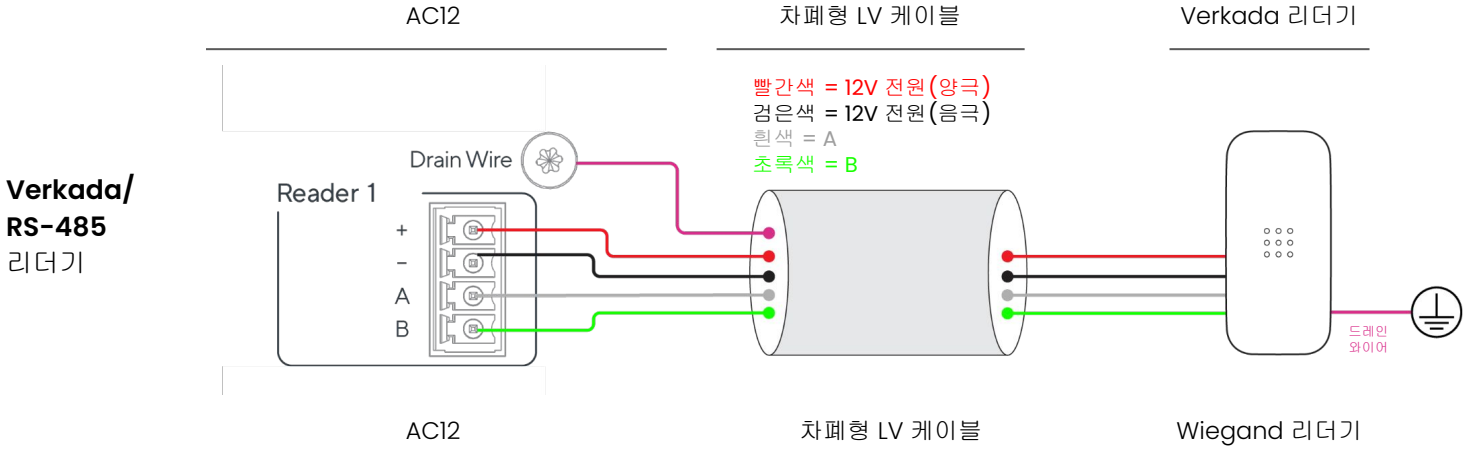 AC12
차폐형 LV 케이블
Verkada 리더기
빨간색 = 12V 전원(양극)
검은색 = 12V 전원(음극)
흰색 = A
초록색 = B
Drain Wire
Verkada/
RS-485
리더기
Reader 1
+
-
A
B
드레인
와이어
AC12
차폐형 LV 케이블
Wiegand 리더기